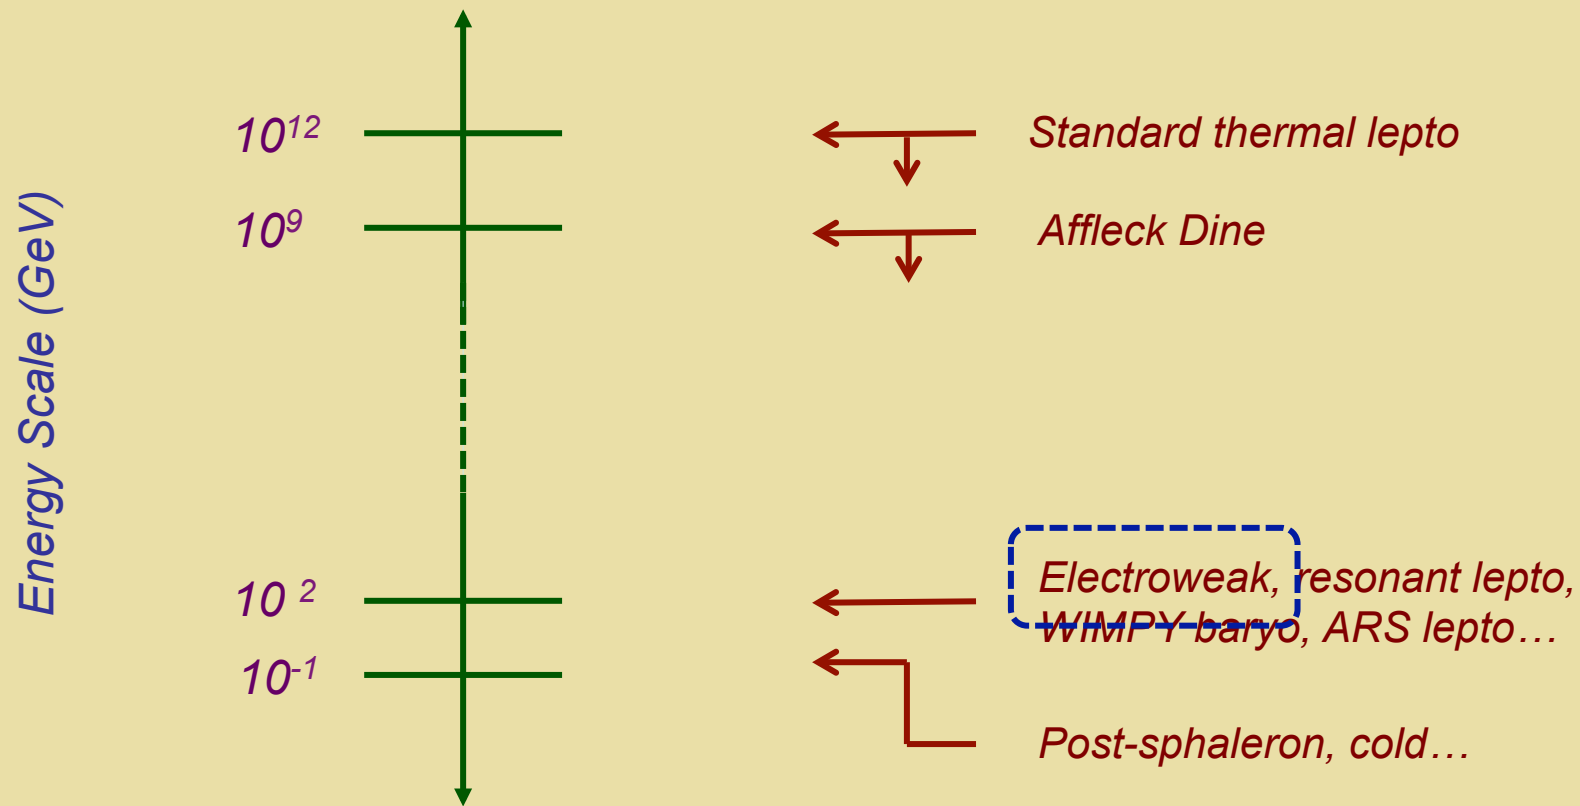 Energy Scale (GeV)
10¹² Standard thermal lepto
10⁹ Affleck Dine
10 ² Electroweak, resonant lepto,
WIMPY baryo, ARS lepto…
10⁻¹
Post-sphaleron, cold…